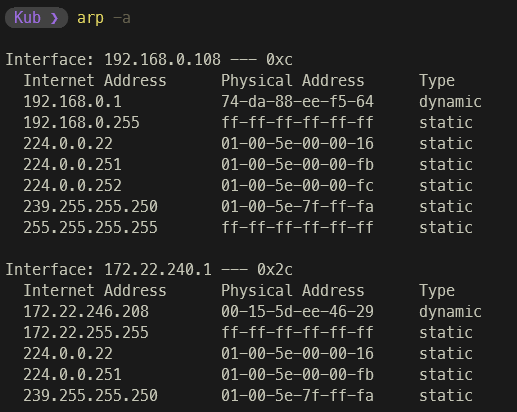 Kub ❯ arp -a
Interface: 192.168.0.108 --- 0xc
Internet Address Physical Address Type
192.168.0.1 74-da-88-ee-f5-64 dynamic
192.168.0.255 ff-ff-ff-ff-ff-ff static
224.0.0.22 01-00-5e-00-00-16 static
224.0.0.251 01-00-5e-00-00-fb static
224.0.0.252 01-00-5e-00-00-fc static
239.255.255.250 01-00-5e-7f-ff-fa static
255.255.255.255 ff-ff-ff-ff-ff-ff static
Interface: 172.22.240.1 --- 0x2c
Internet Address Physical Address Type
172.22.246.208 00-15-5d-ee-46-29 dynamic
172.22.255.255 ff-ff-ff-ff-ff-ff static
224.0.0.22 01-00-5e-00-00-16 static
224.0.0.251 01-00-5e-00-00-fb static
239.255.255.250 01-00-5e-7f-ff-fa static